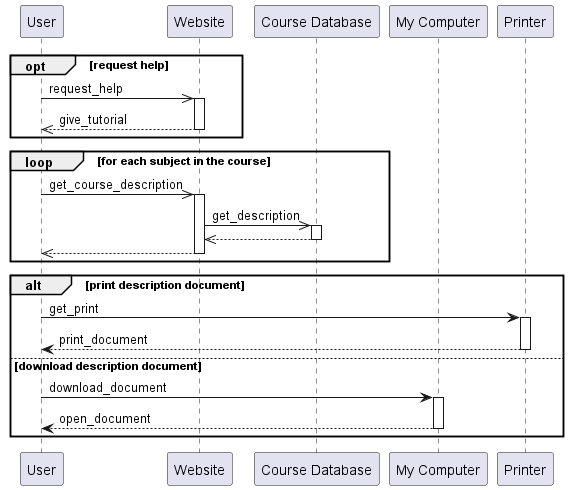 User Website Course Database My Computer Printer
opt [request help]
request_help
give_tutorial
loop [for each subject in the course]
get_course_description
get_description
alt [print description document]
get_print
print_document
[download description document]
download_document
open_document
User Website Course Database My Computer Printer